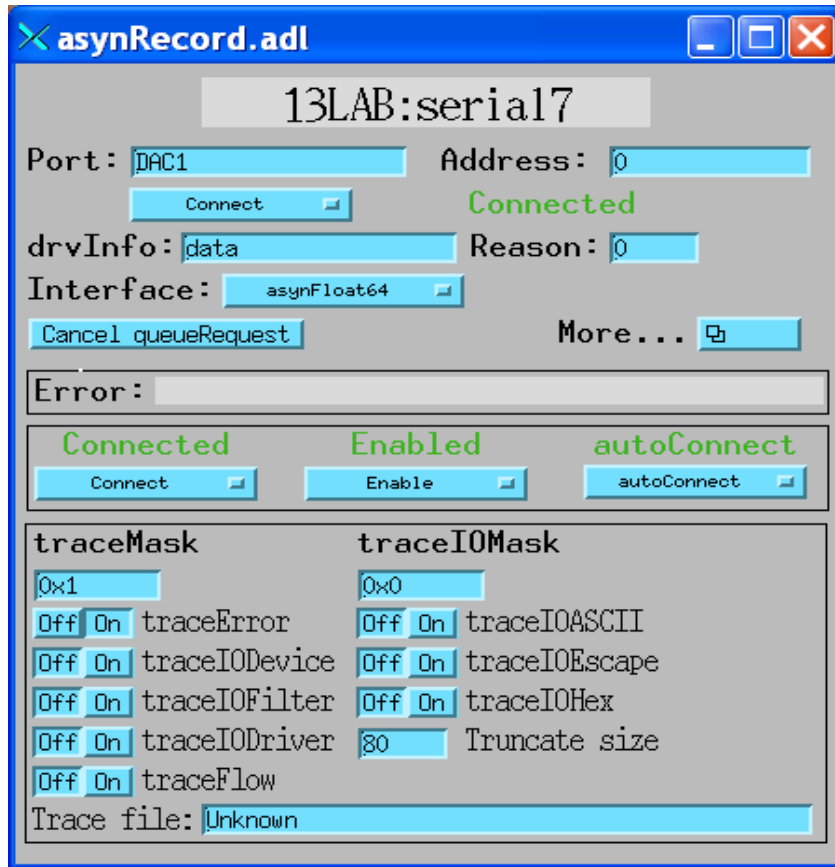 asynRecord.adl
13LAB:serial7
Port: DAC1 Address: 0
Connect Connected
drvInfo: data Reason: 0
Interface: asynFloat64
Cancel queueRequest More...
Error:
Connected Enabled autoConnect
Connect Enable autoConnect
traceMask traceIOMask
0x1 0x0
Off On traceError Off On traceIOASCII
Off On traceIODevice Off On traceIOEscape
Off On traceIOFilter Off On traceIOHex
Off On traceIODriver 80 Truncate size
Off On traceFlow
Trace file: Unknown